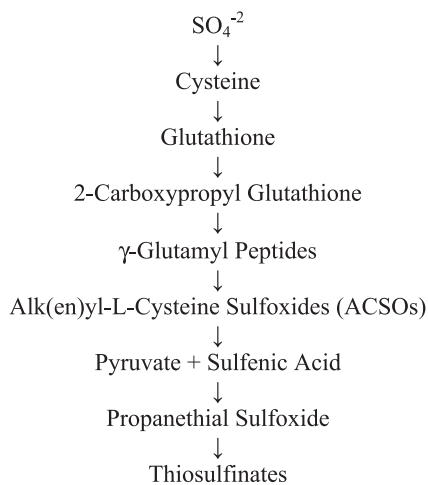 SO₄⁻²
↓
Cysteine
↓
Glutathione
↓
2-Carboxypropyl Glutathione
↓
γ-Glutamyl Peptides
↓
Alk(en)yl-L-Cysteine Sulfoxides (ACSOs)
↓
Pyruvate + Sulfenic Acid
↓
Propanethial Sulfoxide
↓
Thiosulfinates